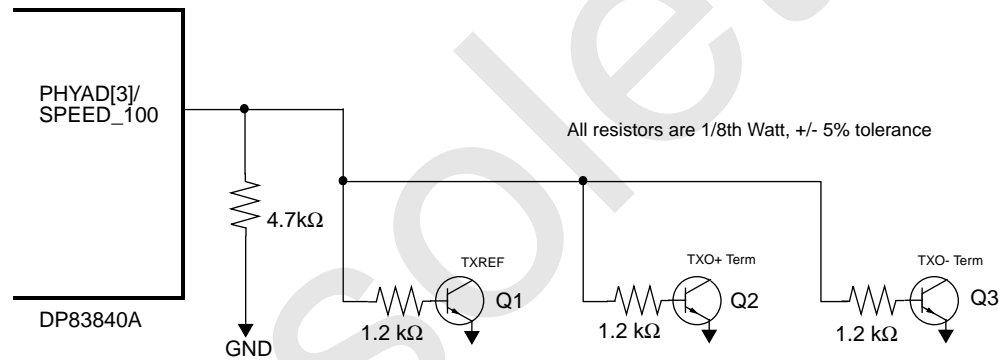 PHYAD[3]/
SPEED_100
All resistors are 1/8th Watt, +/- 5% tolerance
4.7kΩ
TXREF
TXO+ Term
TXO- Term
Q1
Q2
Q3
DP83840A
1.2 kΩ
1.2 kΩ
1.2 kΩ
GND
sole